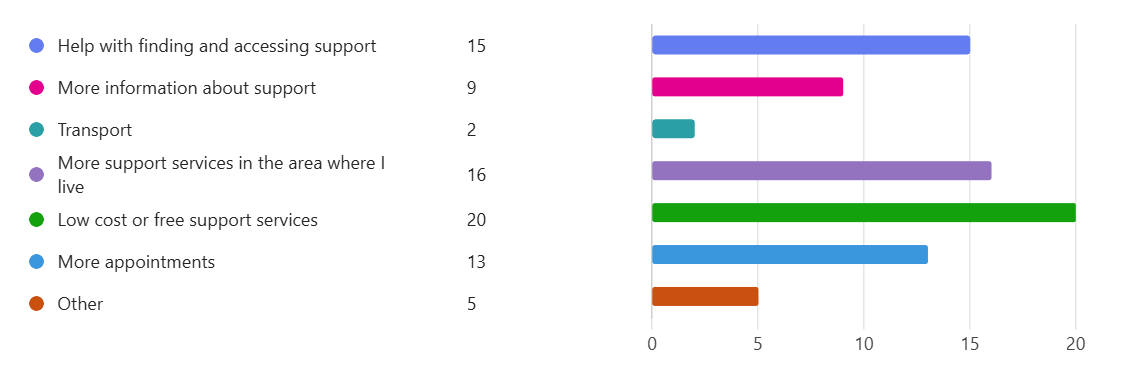 Help with finding and accessing support 15
More information about support 9
Transport 2
More support services in the area where I
live 16
Low cost or free support services 20
More appointments 13
Other 5
0 5 10 15 20